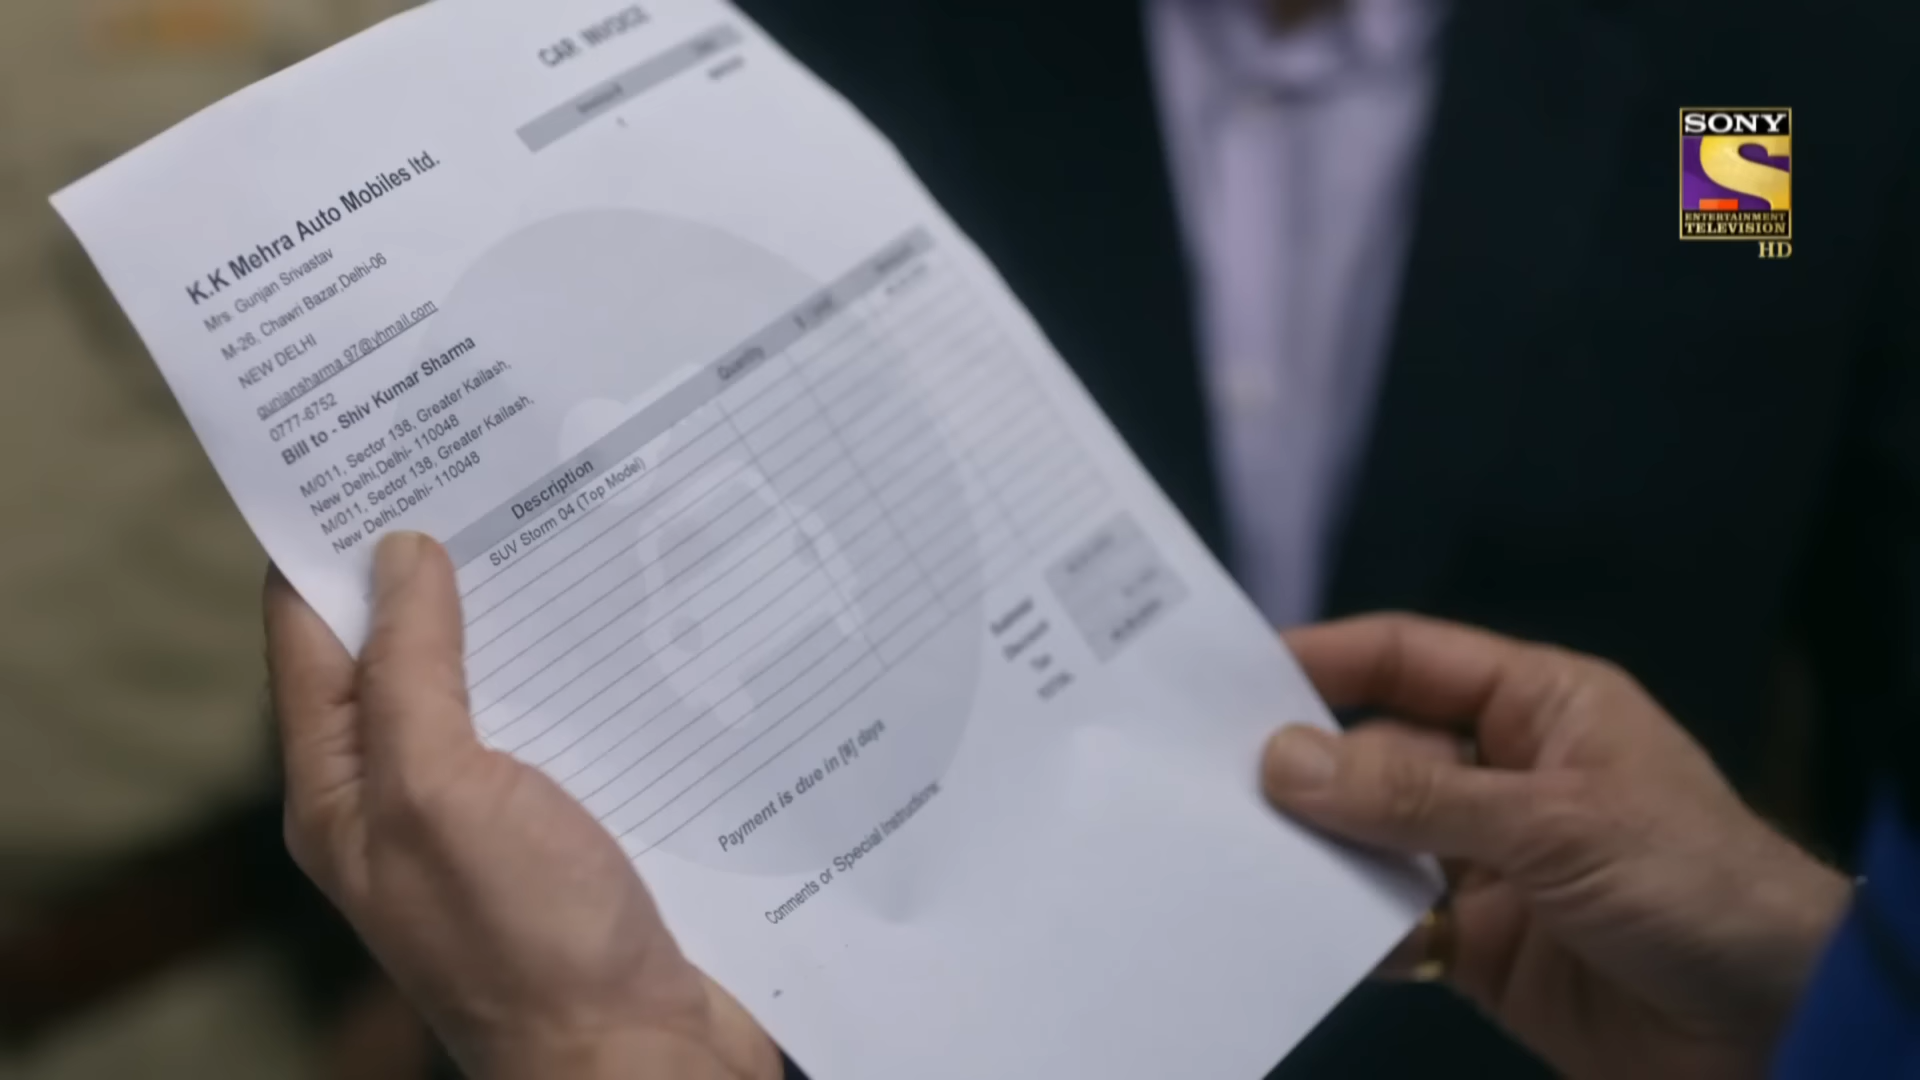 CAR INVOICE
K.K Mehra Auto Mobiles ltd.
Mrs. Gunjan Srivastav
M-26, Chawri Bazar,Delhi-06
NEW DELHI
gunjansharma.97@yhmail.com
0777-6752
Bill to - Shiv Kumar Sharma
M/011, Sector 138, Greater Kailash,
New Delhi,Delhi- 110048
M/011, Sector 138, Greater Kailash,
New Delhi,Delhi- 110048
Description Quantity
SUV Storm 04 (Top Model)
Payment is due in [#] days
Comments or Special Instructions:
SONY
ENTERTAINMENT
TELEVISION
HD